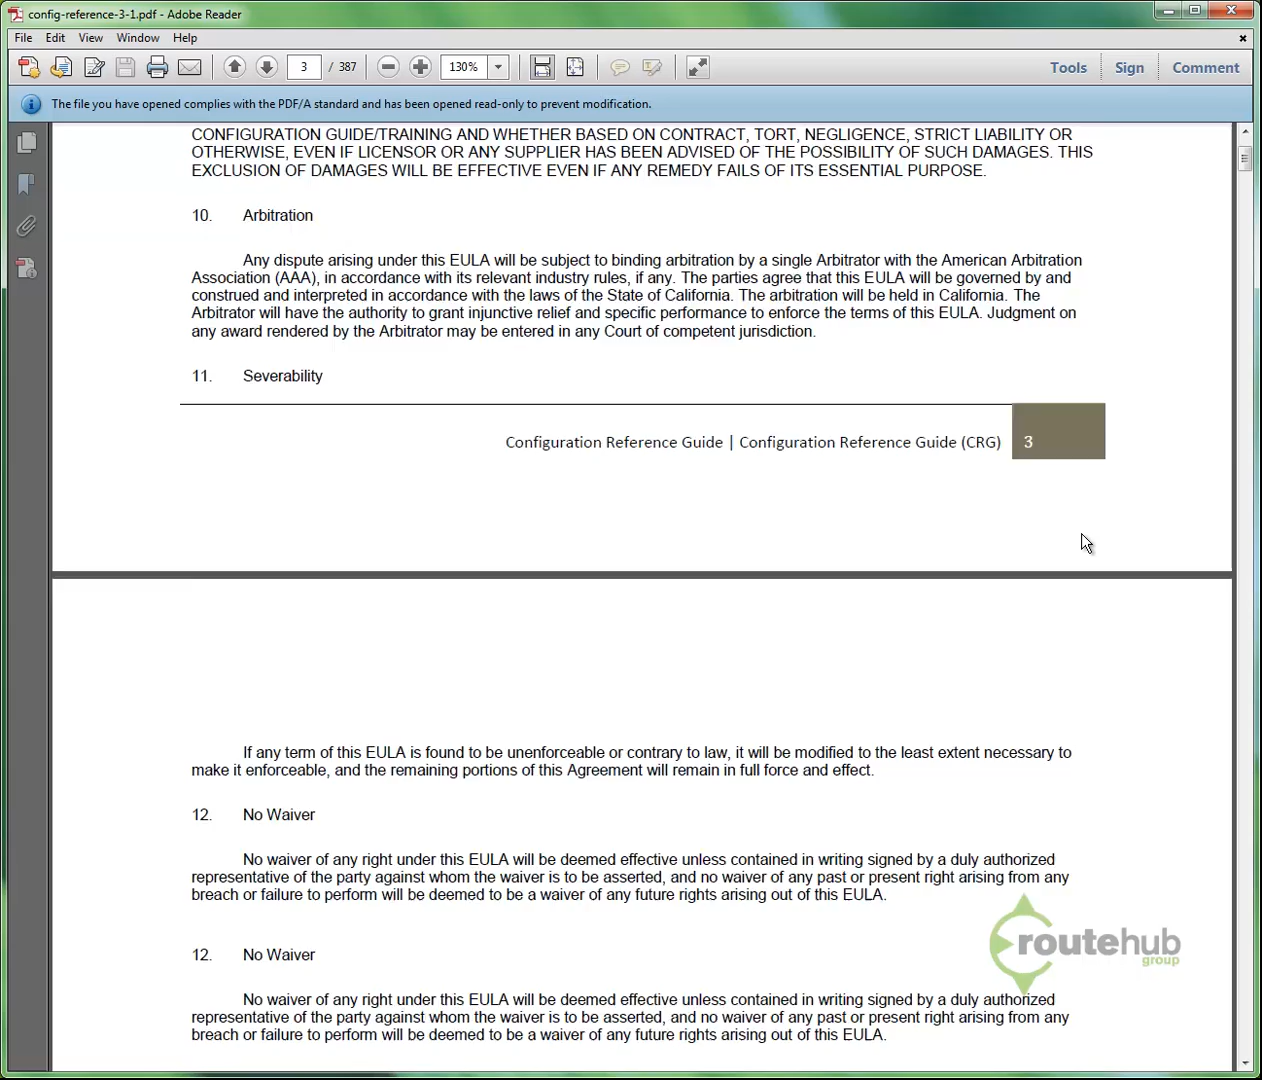 config-reference-3-1.pdf - Adobe Reader
File Edit View Window Help
3 / 387 130% Tools Sign Comment
The file you have opened complies with the PDF/A standard and has been opened read-only to prevent modification.
CONFIGURATION GUIDE/TRAINING AND WHETHER BASED ON CONTRACT, TORT, NEGLIGENCE, STRICT LIABILITY OR
OTHERWISE, EVEN IF LICENSOR OR ANY SUPPLIER HAS BEEN ADVISED OF THE POSSIBILITY OF SUCH DAMAGES. THIS
EXCLUSION OF DAMAGES WILL BE EFFECTIVE EVEN IF ANY REMEDY FAILS OF ITS ESSENTIAL PURPOSE.
10. Arbitration
Any dispute arising under this EULA will be subject to binding arbitration by a single Arbitrator with the American Arbitration
Association (AAA), in accordance with its relevant industry rules, if any. The parties agree that this EULA will be governed by and
construed and interpreted in accordance with the laws of the State of California. The arbitration will be held in California. The
Arbitrator will have the authority to grant injunctive relief and specific performance to enforce the terms of this EULA. Judgment on
any award rendered by the Arbitrator may be entered in any Court of competent jurisdiction.
11. Severability
Configuration Reference Guide | Configuration Reference Guide (CRG) 3
If any term of this EULA is found to be unenforceable or contrary to law, it will be modified to the least extent necessary to
make it enforceable, and the remaining portions of this Agreement will remain in full force and effect.
12. No Waiver
No waiver of any right under this EULA will be deemed effective unless contained in writing signed by a duly authorized
representative of the party against whom the waiver is to be asserted, and no waiver of any past or present right arising from any
breach or failure to perform will be deemed to be a waiver of any future rights arising out of this EULA.
12. No Waiver
No waiver of any right under this EULA will be deemed effective unless contained in writing signed by a duly authorized
representative of the party against whom the waiver is to be asserted, and no waiver of any past or present right arising from any
breach or failure to perform will be deemed to be a waiver of any future rights arising out of this EULA.
routehub
group